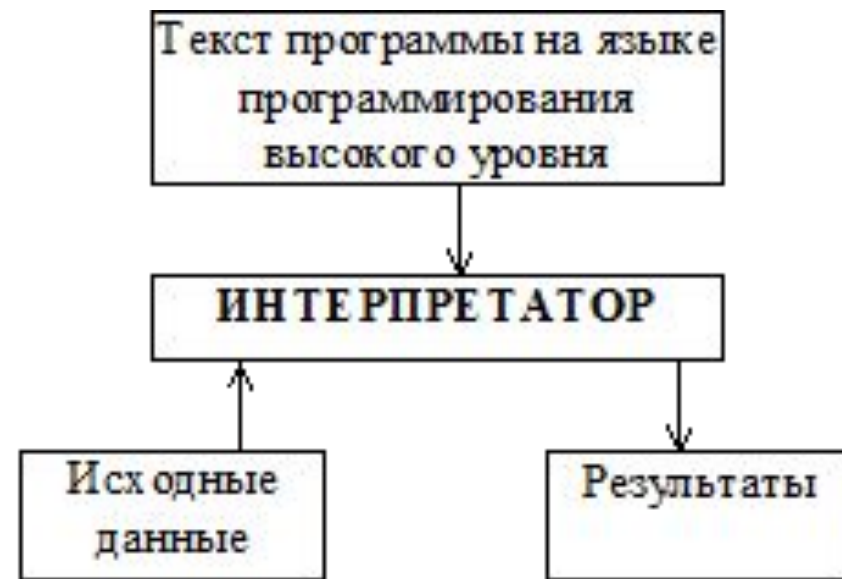 Текст программы на языке
программирования
высокого уровня
ИНТЕРПРЕТАТОР
Исходные
данные
Результаты